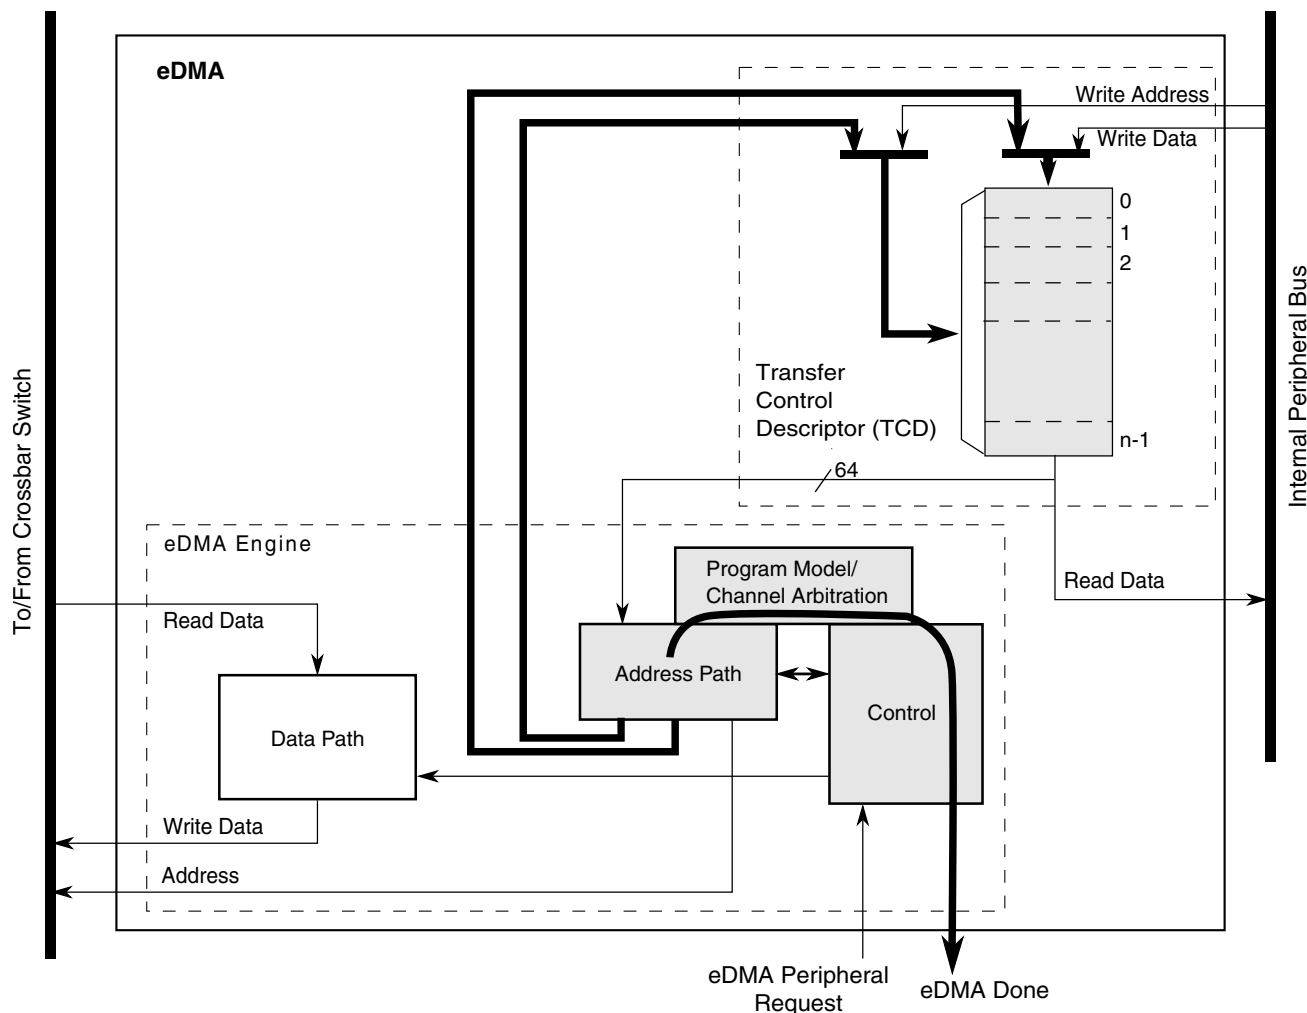 eDMA
Write Address
Write Data
0
1
2
n-1
Transfer
Control
Descriptor (TCD)
64
Internal Peripheral Bus
To/From Crossbar Switch
eDMA Engine
Program Model/
Channel Arbitration
Read Data
Read Data
Address Path
Control
Data Path
Write Data
Address
eDMA Peripheral
Request
eDMA Done